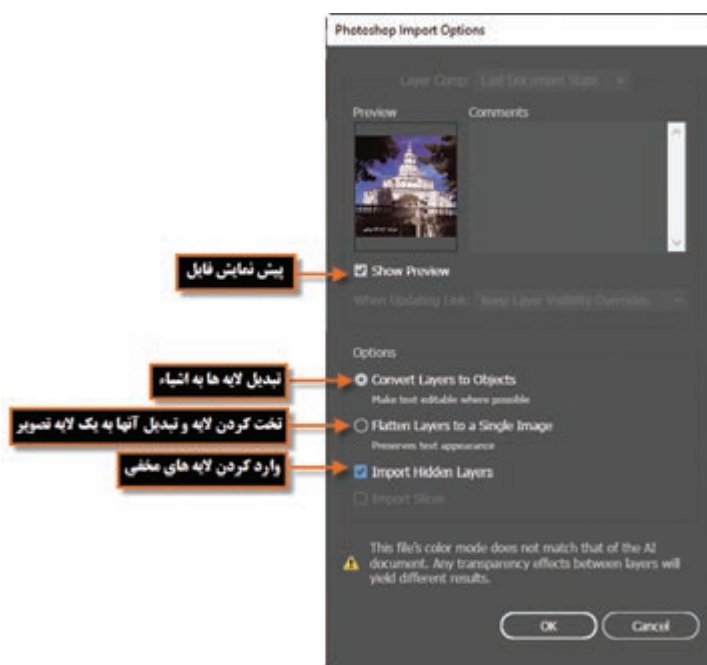 Photoshop Import Options
Layer Comp: Last Document State
Preview
Comments
پیش نمایش فایل
Show Preview
When Updating Link: Keep Layer Visibility Overrides
Options
تبدیل لایه ها به اشیاء
Convert Layers to Objects
Make text editable where possible
تخت کردن لایه و تبدیل آنها به یک لایه تصویر
Flatten Layers to a Single Image
Preserves text appearance
وارد کردن لایه های مخفی
Import Hidden Layers
Import Slices
This file's color mode does not match that of the AI
document. Any transparency effects between layers will
yield different results.
OK
Cancel